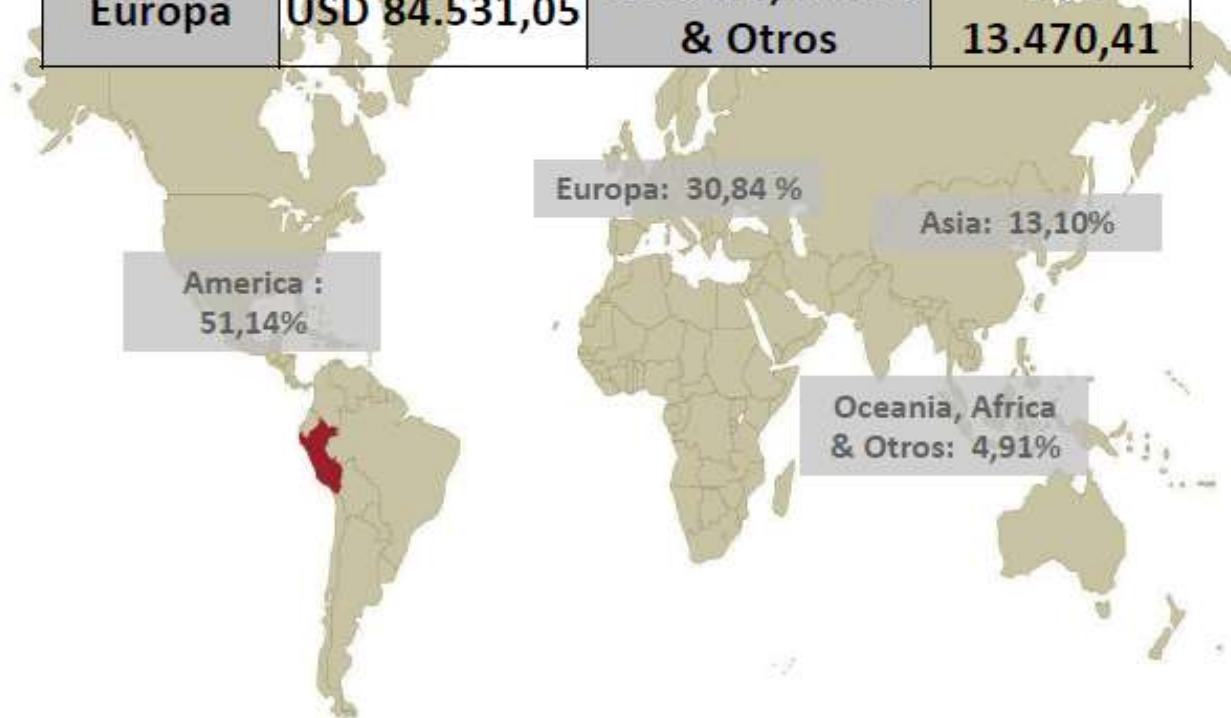 Europa
USD 84.531,05
& Otros
13.470,41
Europa: 30,84 %
Asia: 13,10%
America :
51,14%
Oceania, Africa
& Otros: 4,91%